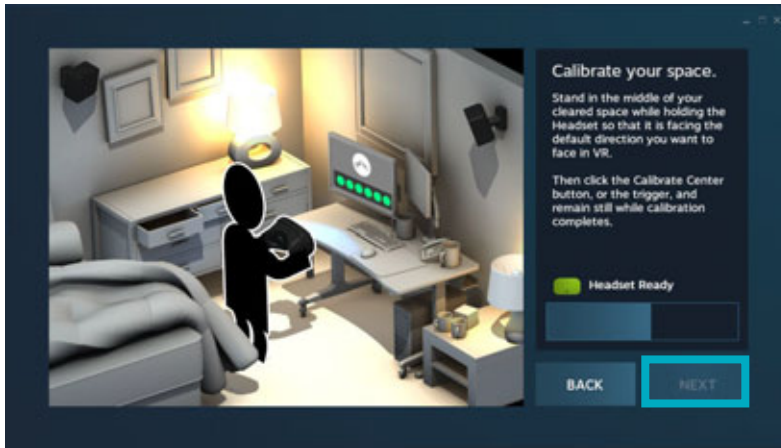 Calibrate your space.
Stand in the middle of your
cleared space while holding the
Headset so that it is facing the
default direction you want to
face in VR.
Then click the Calibrate Center
button, or the trigger, and
remain still while calibration
completes.
Headset Ready
BACK
NEXT